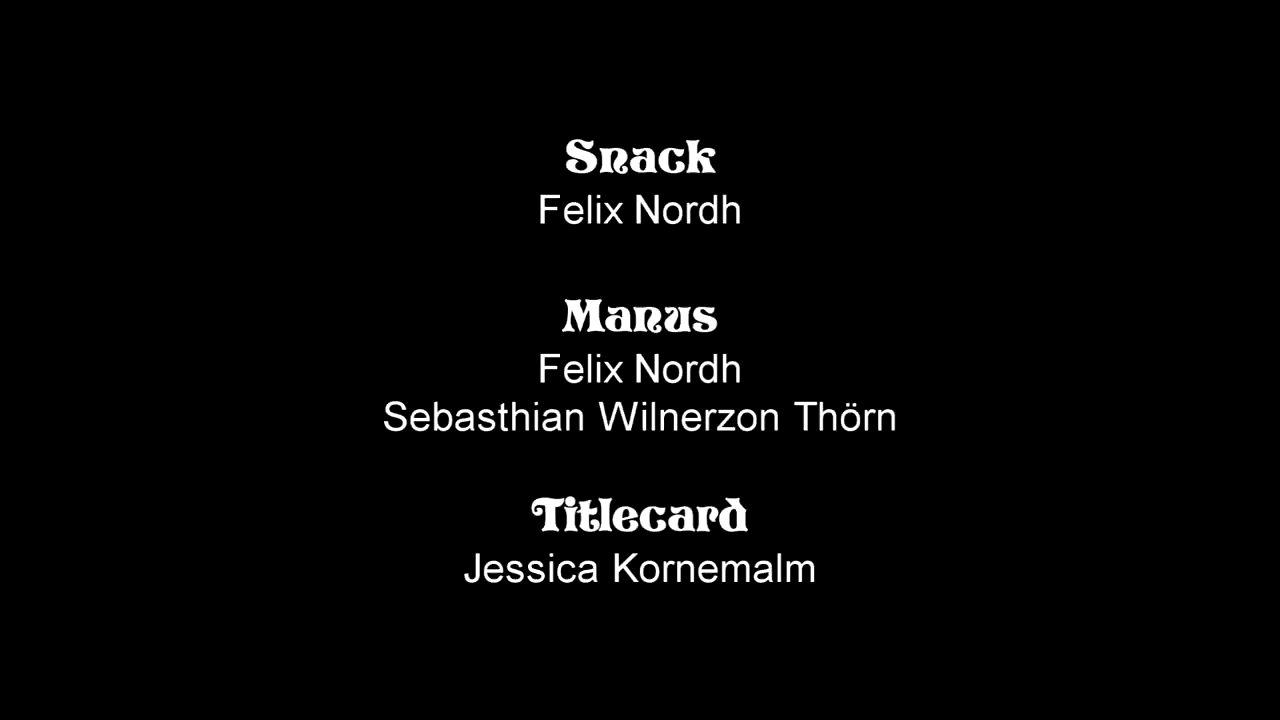 Snack
Felix Nordh
Manus
Felix Nordh
Sebasthian Wilnerzon Thörn
Titlecard
Jessica Kornemalm